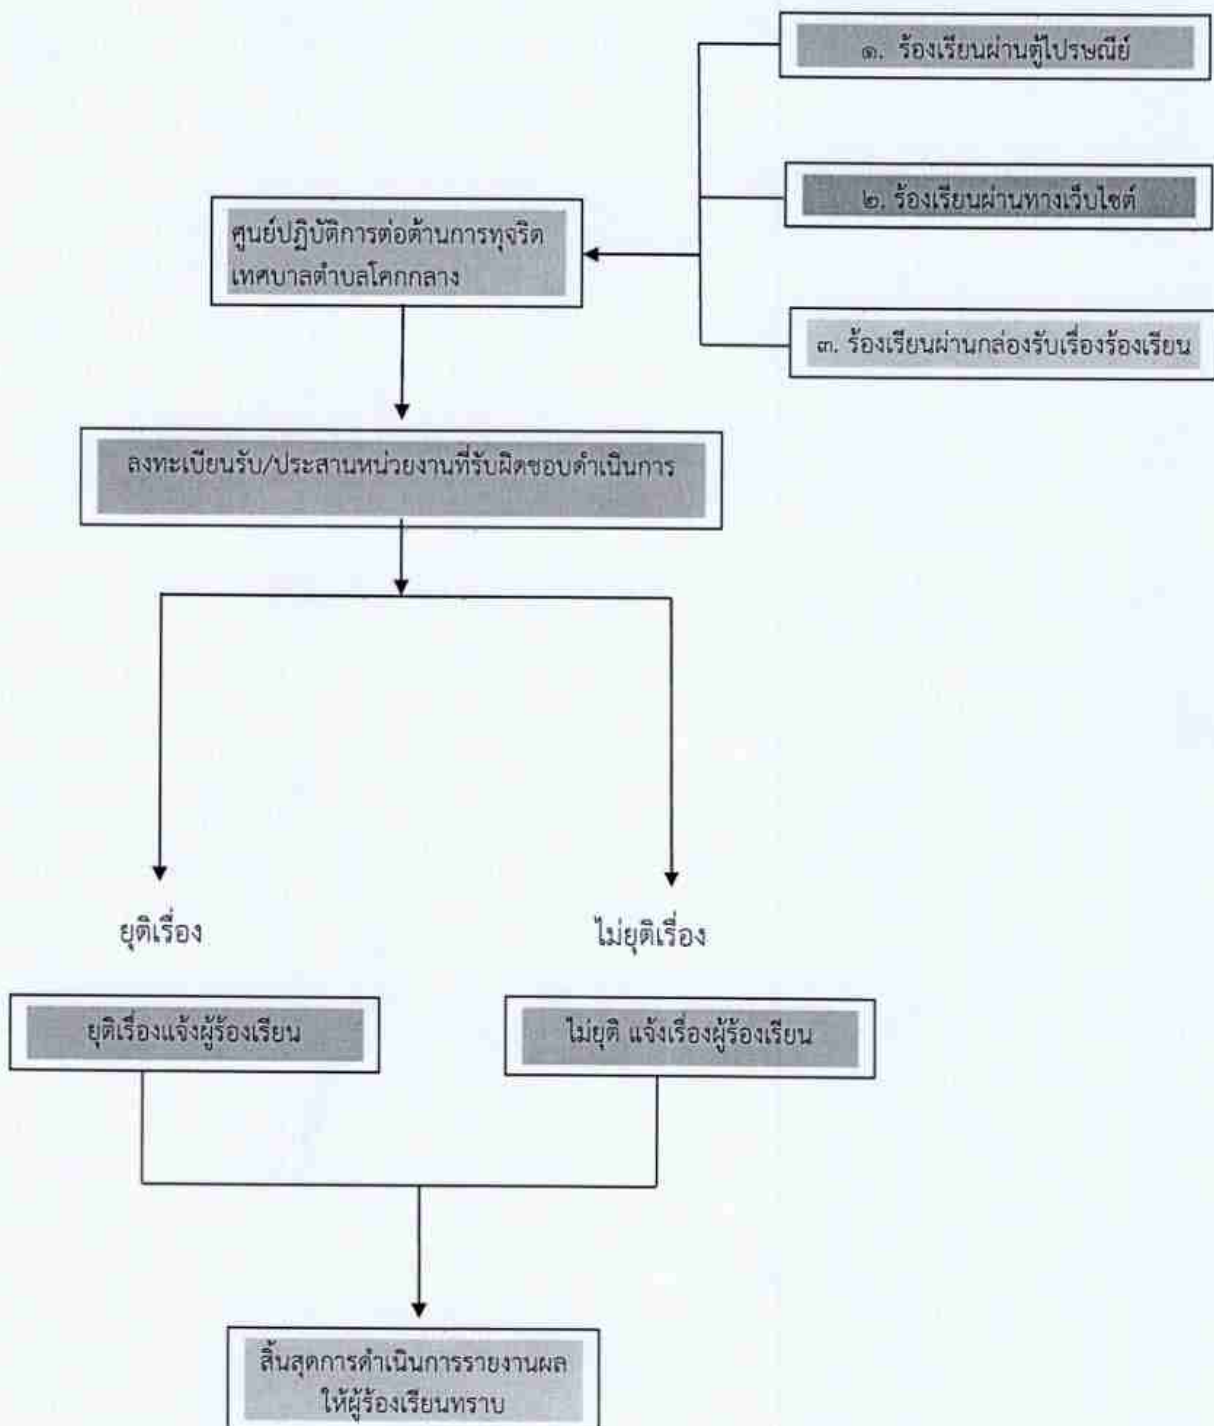 ๑. ร้องเรียนผ่านตู้ไปรษณีย์
๒. ร้องเรียนผ่านทางเว็บไซต์
ศูนย์ปฏิบัติการต่อต้านการทุจริต
เทศบาลตำบลโคกกลาง
๓. ร้องเรียนผ่านกล่องรับเรื่องร้องเรียน
ลงทะเบียนรับ/ประสานหน่วยงานที่รับผิดชอบดำเนินการ
ยุติเรื่อง
ไม่ยุติเรื่อง
ยุติเรื่องแจ้งผู้ร้องเรียน
ไม่ยุติ แจ้งเรื่องผู้ร้องเรียน
สิ้นสุดการดำเนินการรายงานผล
ให้ผู้ร้องเรียนทราบ